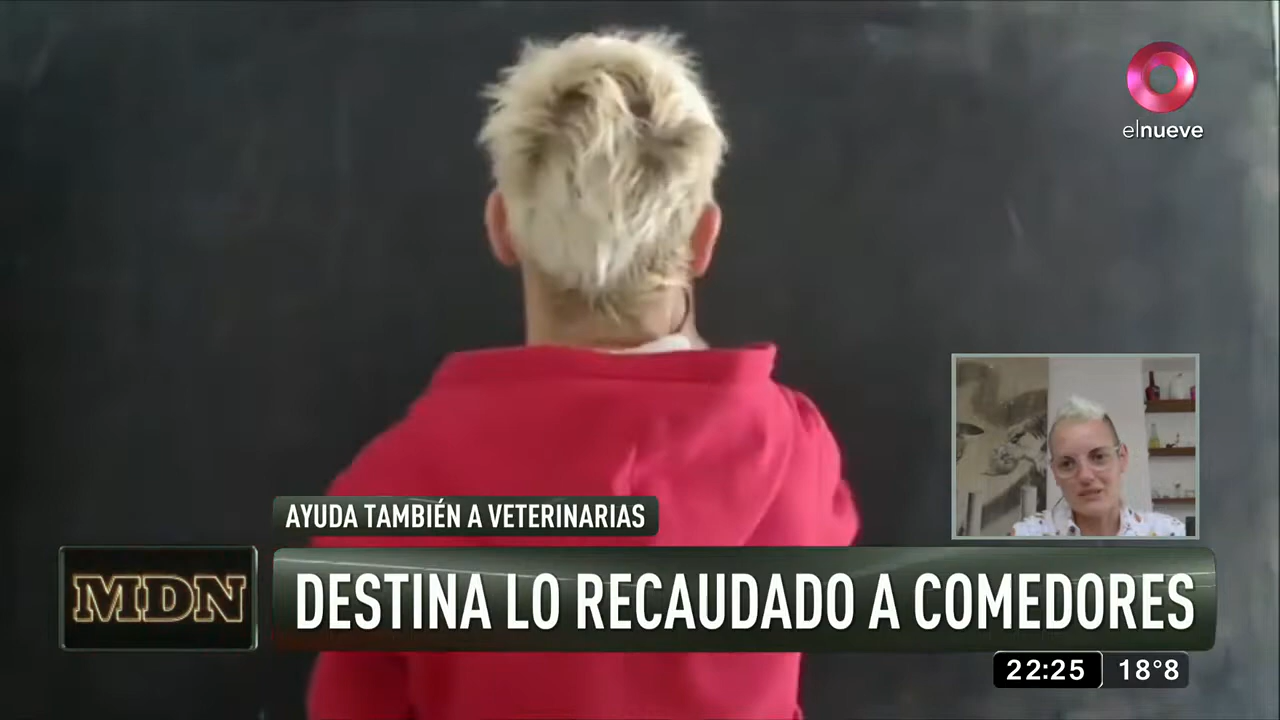 elnueve
AYUDA TAMBIÉN A VETERINARIAS
MDN
DESTINA LO RECAUDADO A COMEDORES
22:25 18°8